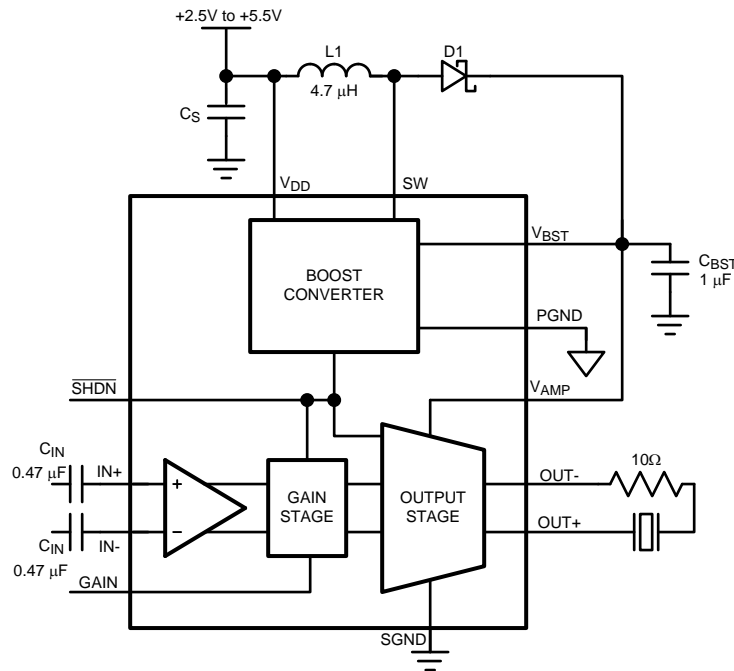 +2.5V to +5.5V
L1
D1
4.7 μH
CS
VDD
SW
VBST
BOOST
CONVERTER
CBST
1 μF
PGND
SHDN
VAMP
CIN
0.47 μF
IN+
+
GAIN
STAGE
OUTPUT
STAGE
OUT-
10Ω
−
OUT+
CIN
IN-
0.47 μF
GAIN
SGND